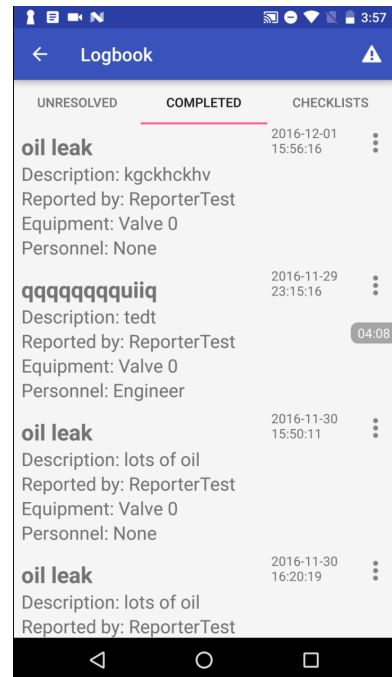 3:57
Logbook
UNRESOLVED COMPLETED CHECKLISTS
oil leak
2016-12-01
15:56:16
Description: kgckhckhv
Reported by: ReporterTest
Equipment: Valve 0
Personnel: None
qqqqqqqquiiq
2016-11-29
23:15:16
Description: tedt
Reported by: ReporterTest
04:08
Equipment: Valve 0
Personnel: Engineer
oil leak
2016-11-30
15:50:11
Description: lots of oil
Reported by: ReporterTest
Equipment: Valve 0
Personnel: None
oil leak
2016-11-30
16:20:19
Description: lots of oil
Reported by: ReporterTest